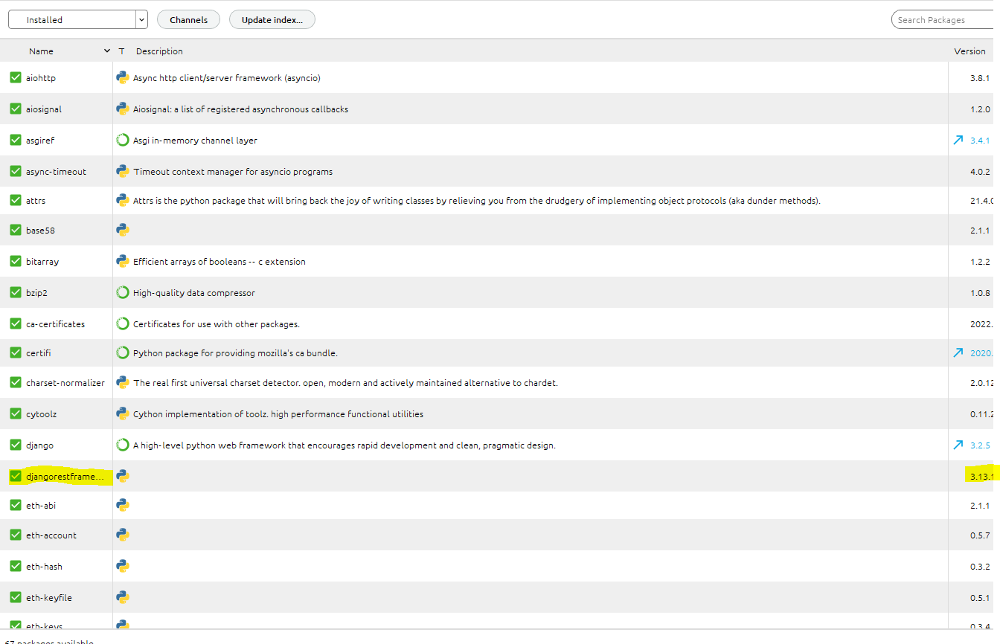 Installed Channels Update index... Search Packages
Name T Description Version
aiohttp Async http client/server framework (asyncio) 3.8.1
aiosignal Aiosignal: a list of registered asynchronous callbacks 1.2.0
asgiref Asgi in-memory channel layer 3.4.1
async-timeout Timeout context manager for asyncio programs 4.0.2
attrs Attrs is the python package that will bring back the joy of writing classes by relieving you from the drudgery of implementing object protocols (aka dunder methods). 21.4.0
base58 2.1.1
bitarray Efficient arrays of booleans -- c extension 1.2.2
bzip2 High-quality data compressor 1.0.8
ca-certificates Certificates for use with other packages. 2022.
certifi Python package for providing mozilla's ca bundle. 2020.
charset-normalizer The real first universal charset detector. open, modern and actively maintained alternative to chardet. 2.0.12
cytoolz Cython implementation of toolz. high performance functional utilities 0.11.2
django A high-level python web framework that encourages rapid development and clean, pragmatic design. 3.2.5
djangorestframe... 3.13.1
eth-abi 2.1.1
eth-account 0.5.7
eth-hash 0.3.2
eth-keyfile 0.5.1
eth-keys 0.3.4
67 packages available